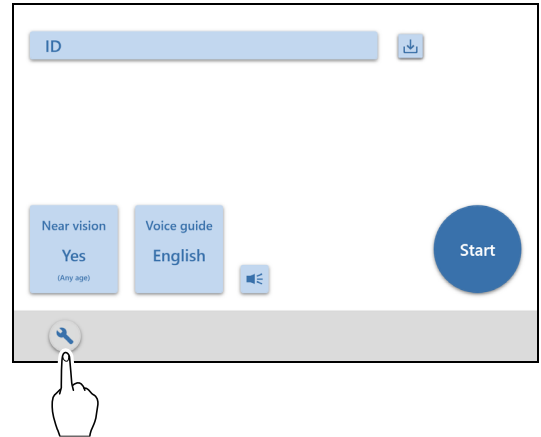 ID
Near vision
Yes
(Any age)
Voice guide
English
Start